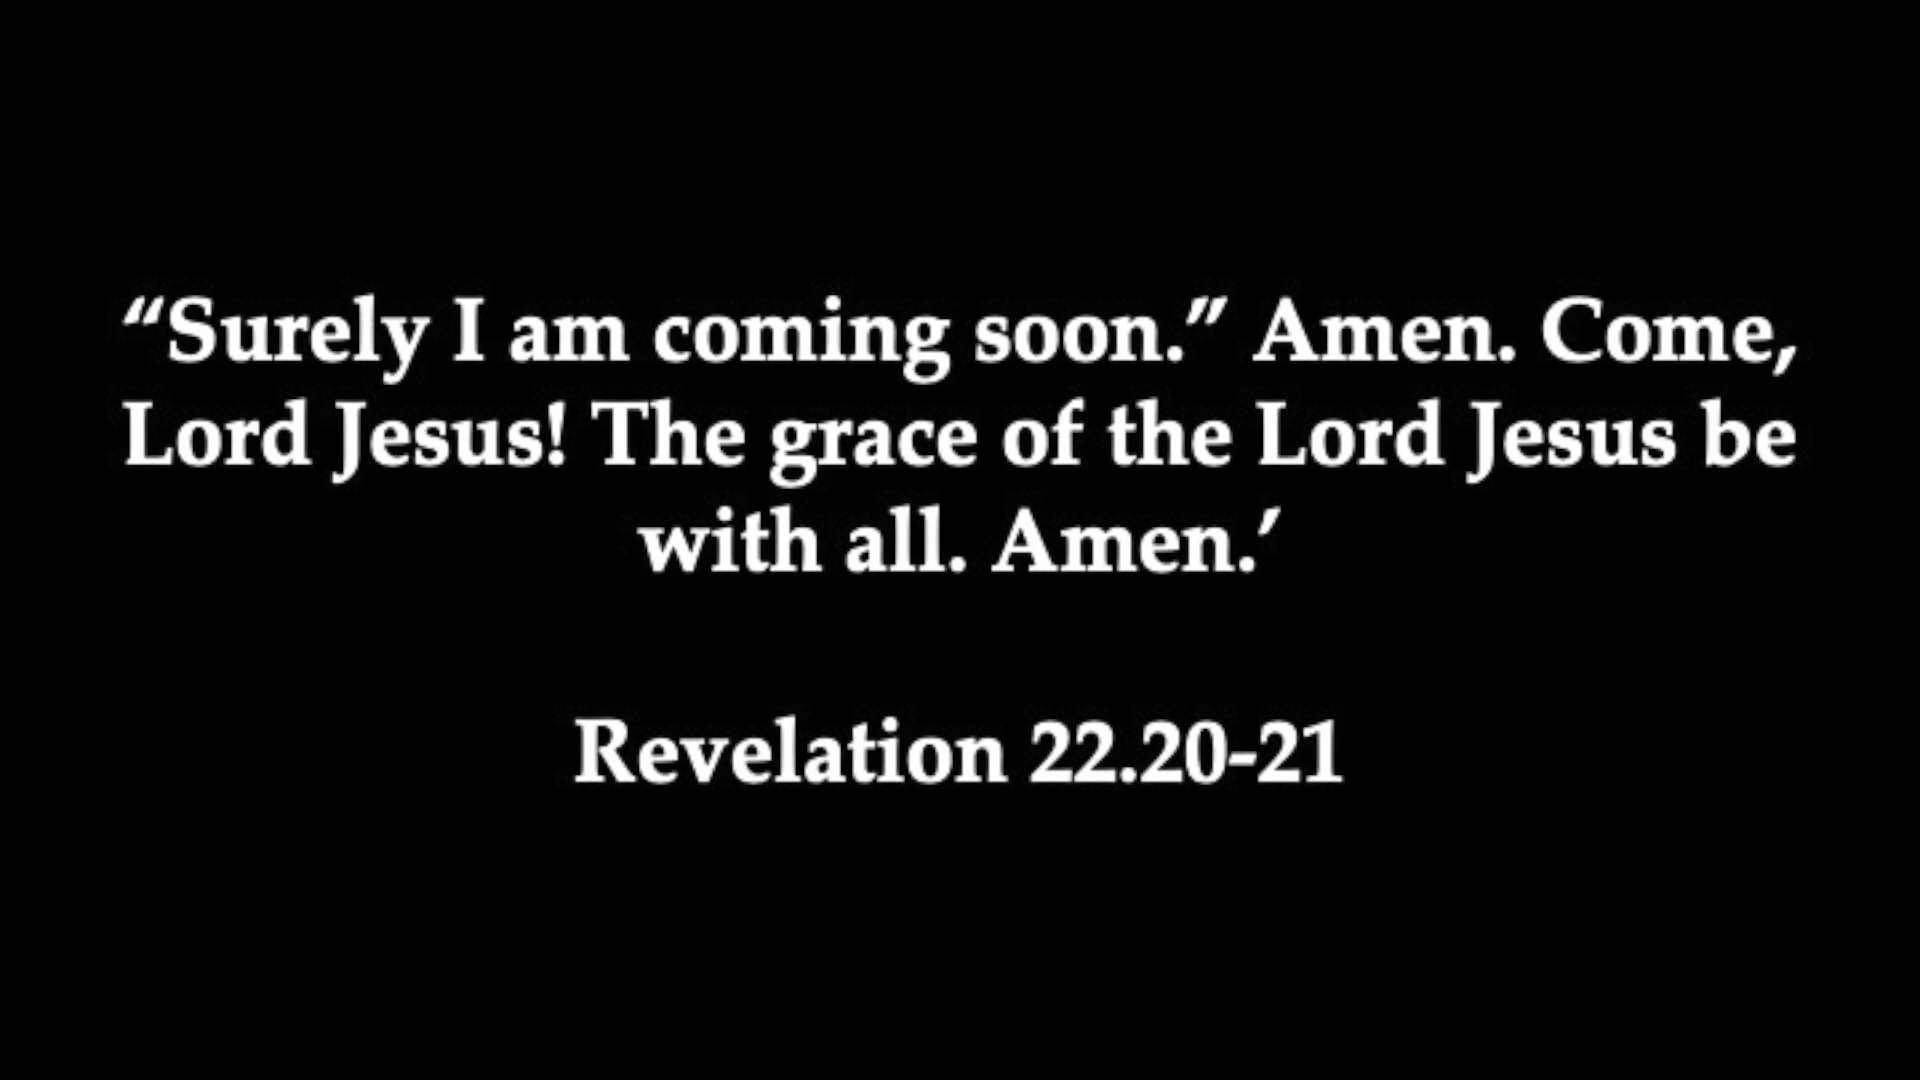 “Surely I am coming soon.” Amen. Come,
Lord Jesus! The grace of the Lord Jesus be
with all. Amen.’
Revelation 22.20-21